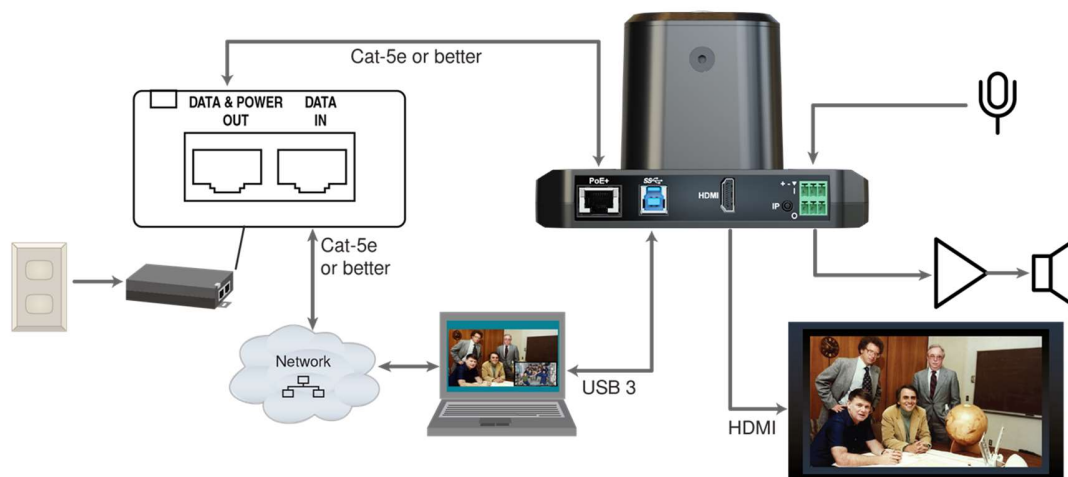 Cat-5e or better
DATA & POWER
OUT
DATA
IN
PoE+
SS
HDMI
+ -
I
IP
O
Cat-5e
or better
Network
USB 3
HDMI